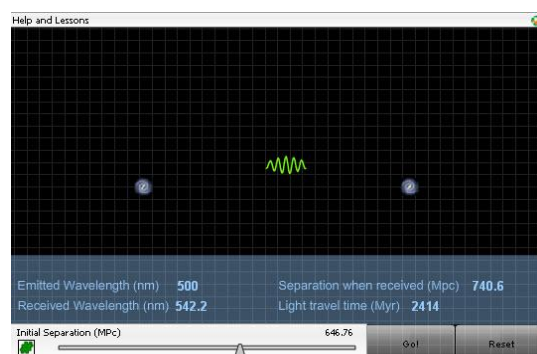 Help and Lessons
Emitted Wavelength (nm) 500 Separation when received (Mpc) 740.6
Received Wavelength (nm) 542.2 Light travel time (Myr) 2414
Initial Separation (MPc) 646.76
Go! Reset